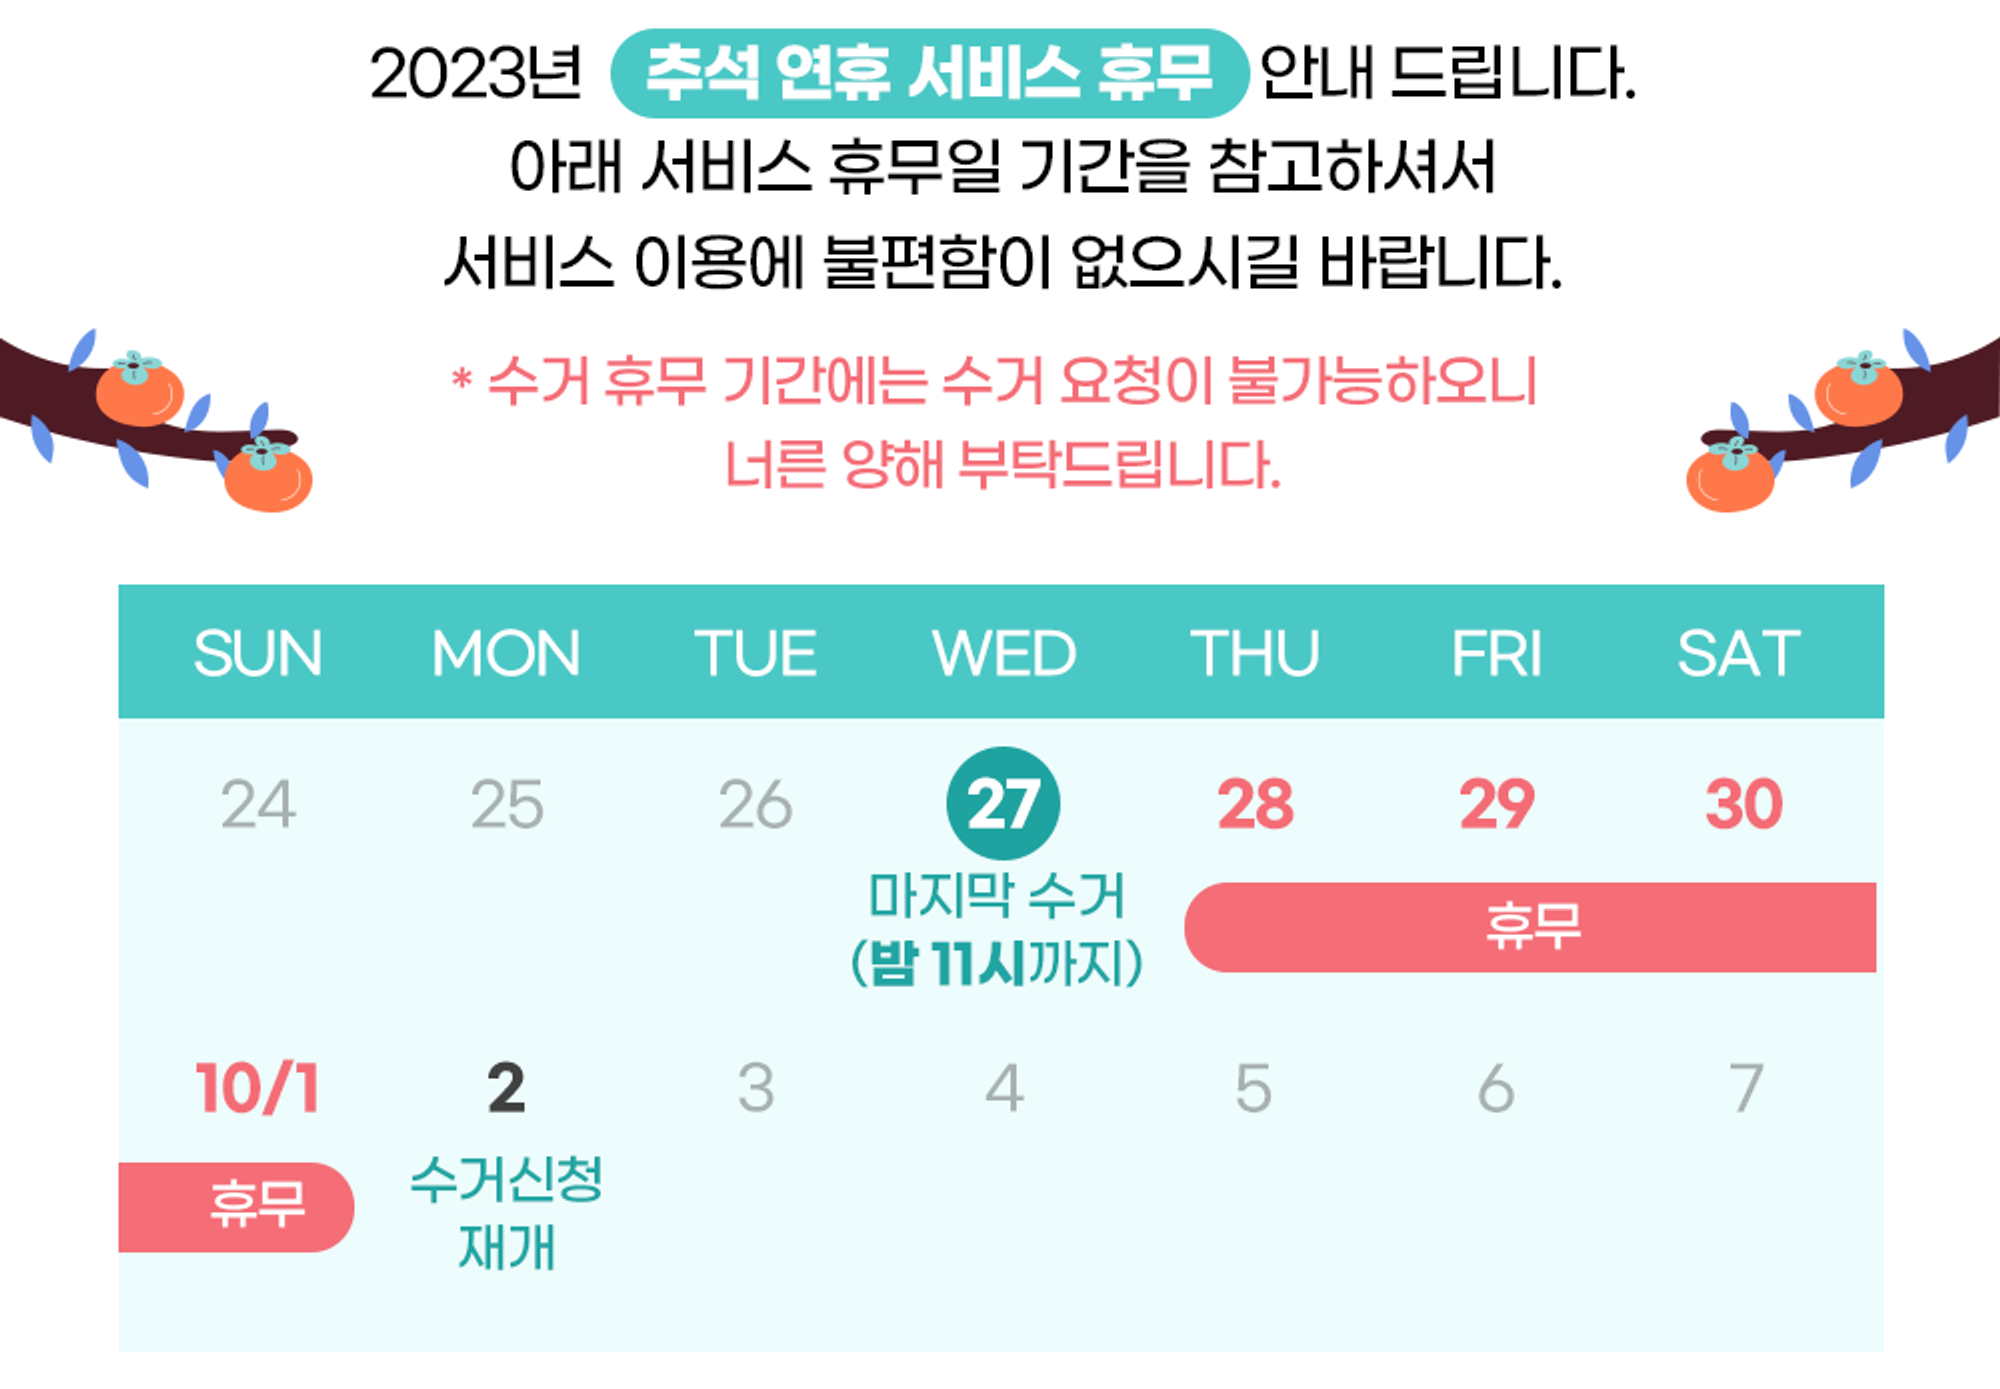 2023년 추석 연휴 서비스 휴무 안내 드립니다.
아래 서비스 휴무일 기간을 참고하셔서
서비스 이용에 불편함이 없으시길 바랍니다.
* 수거 휴무 기간에는 수거 요청이 불가능하오니
너른 양해 부탁드립니다.
SUN MON TUE WED THU FRI SAT
24 25 26 27 28 29 30
마지막 수거
(밤 11시까지)
휴무
10/1 2 3 4 5 6 7
휴무
수거신청
재개